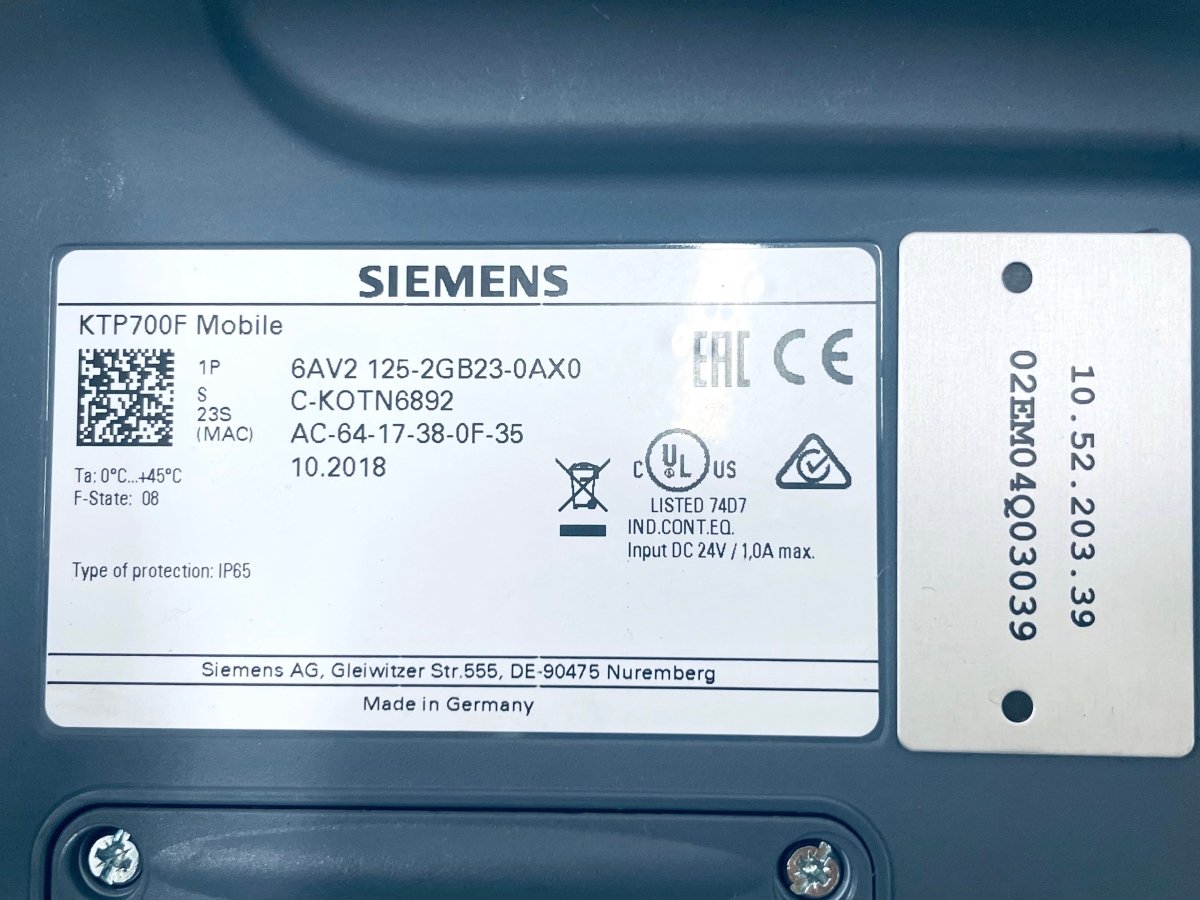 SIEMENS
KTP700F Mobile
1P 6AV2 125-2GB23-0AX0
S C-KOTN6892
23S
(MAC) AC-64-17-38-0F-35
10.2018
Ta: 0°C...+45°C
F-State: 08
EAC CE
C UL US
LISTED 74D7
IND.CONT.EQ.
Input DC 24V / 1,0A max.
Type of protection: IP65
Siemens AG, Gleiwitzer Str.555, DE-90475 Nuremberg
Made in Germany
10.52.203.39
02EM04Q03039